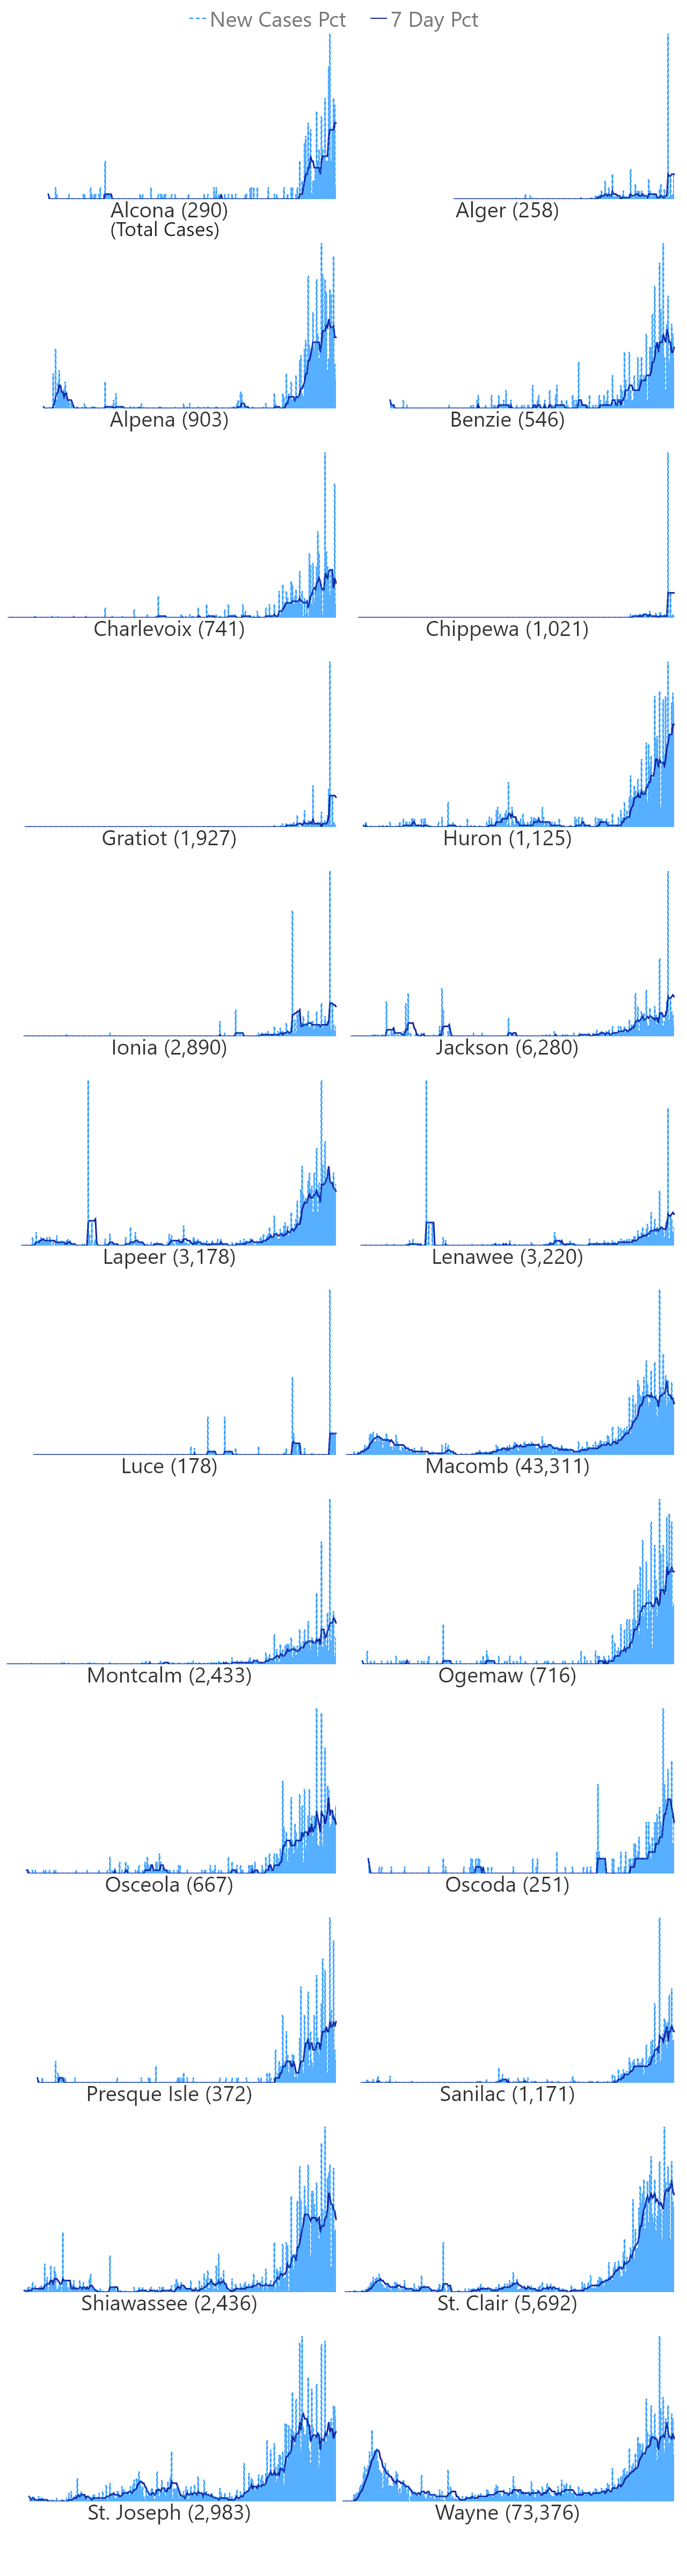 New Cases Pct 7 Day Pct
Alcona (290) Alger (258)
(Total Cases)
Alpena (903) Benzie (546)
Charlevoix (741) Chippewa (1,021)
Gratiot (1,927) Huron (1,125)
Ionia (2,890) Jackson (6,280)
Lapeer (3,178) Lenawee (3,220)
Luce (178) Macomb (43,311)
Montcalm (2,433) Ogemaw (716)
Osceola (667) Oscoda (251)
Presque Isle (372) Sanilac (1,171)
Shiawassee (2,436) St. Clair (5,692)
St. Joseph (2,983) Wayne (73,376)